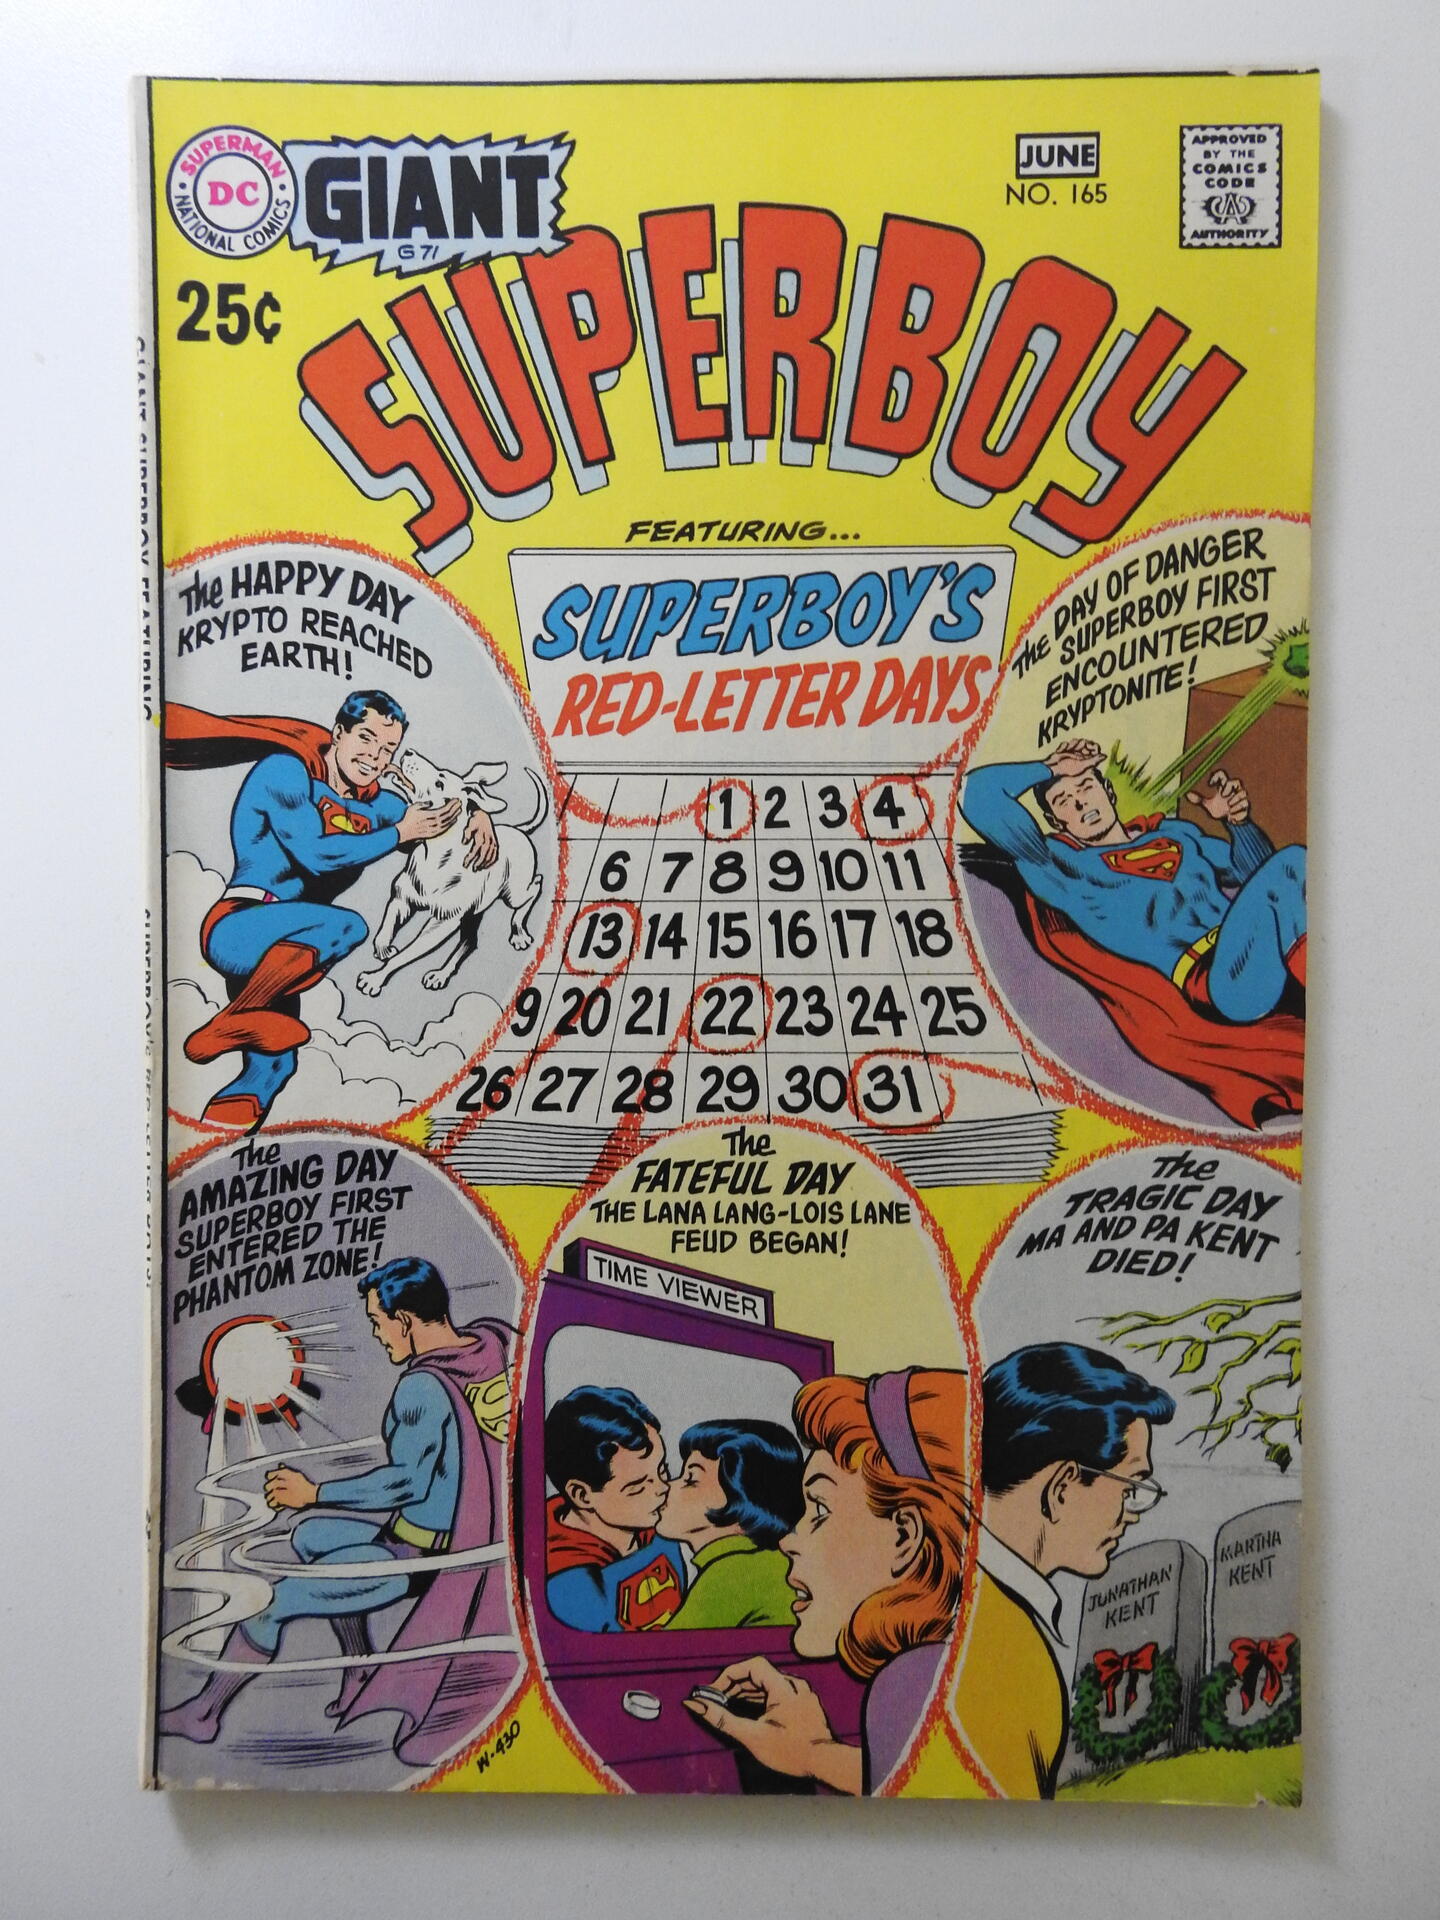 SUPERMAN
DC
NATIONAL COMICS
GIANT
G71
25¢
JUNE
NO. 165
APPROVED
BY THE
COMICS
CODE
AUTHORITY
SUPERBOY
FEATURING...
SUPERBOY'S
RED-LETTER DAYS
The HAPPY DAY
KRYPTO REACHED
EARTH!
THE DAY OF DANGER
SUPERBOY FIRST
ENCOUNTERED
KRYPTONITE!
1 2 3 4
6 7 8 9 10 11
13 14 15 16 17 18
9 20 21 22 23 24 25
26 27 28 29 30 31
The
AMAZING DAY
SUPERBOY FIRST
ENTERED THE
PHANTOM ZONE!
The
FATEFUL DAY
THE LANA LANG-LOIS LANE
FEUD BEGAN!
TIME VIEWER
The
TRAGIC DAY
MA AND PA KENT
DIED!
JONATHAN
KENT
MARTHA
KENT
W-430